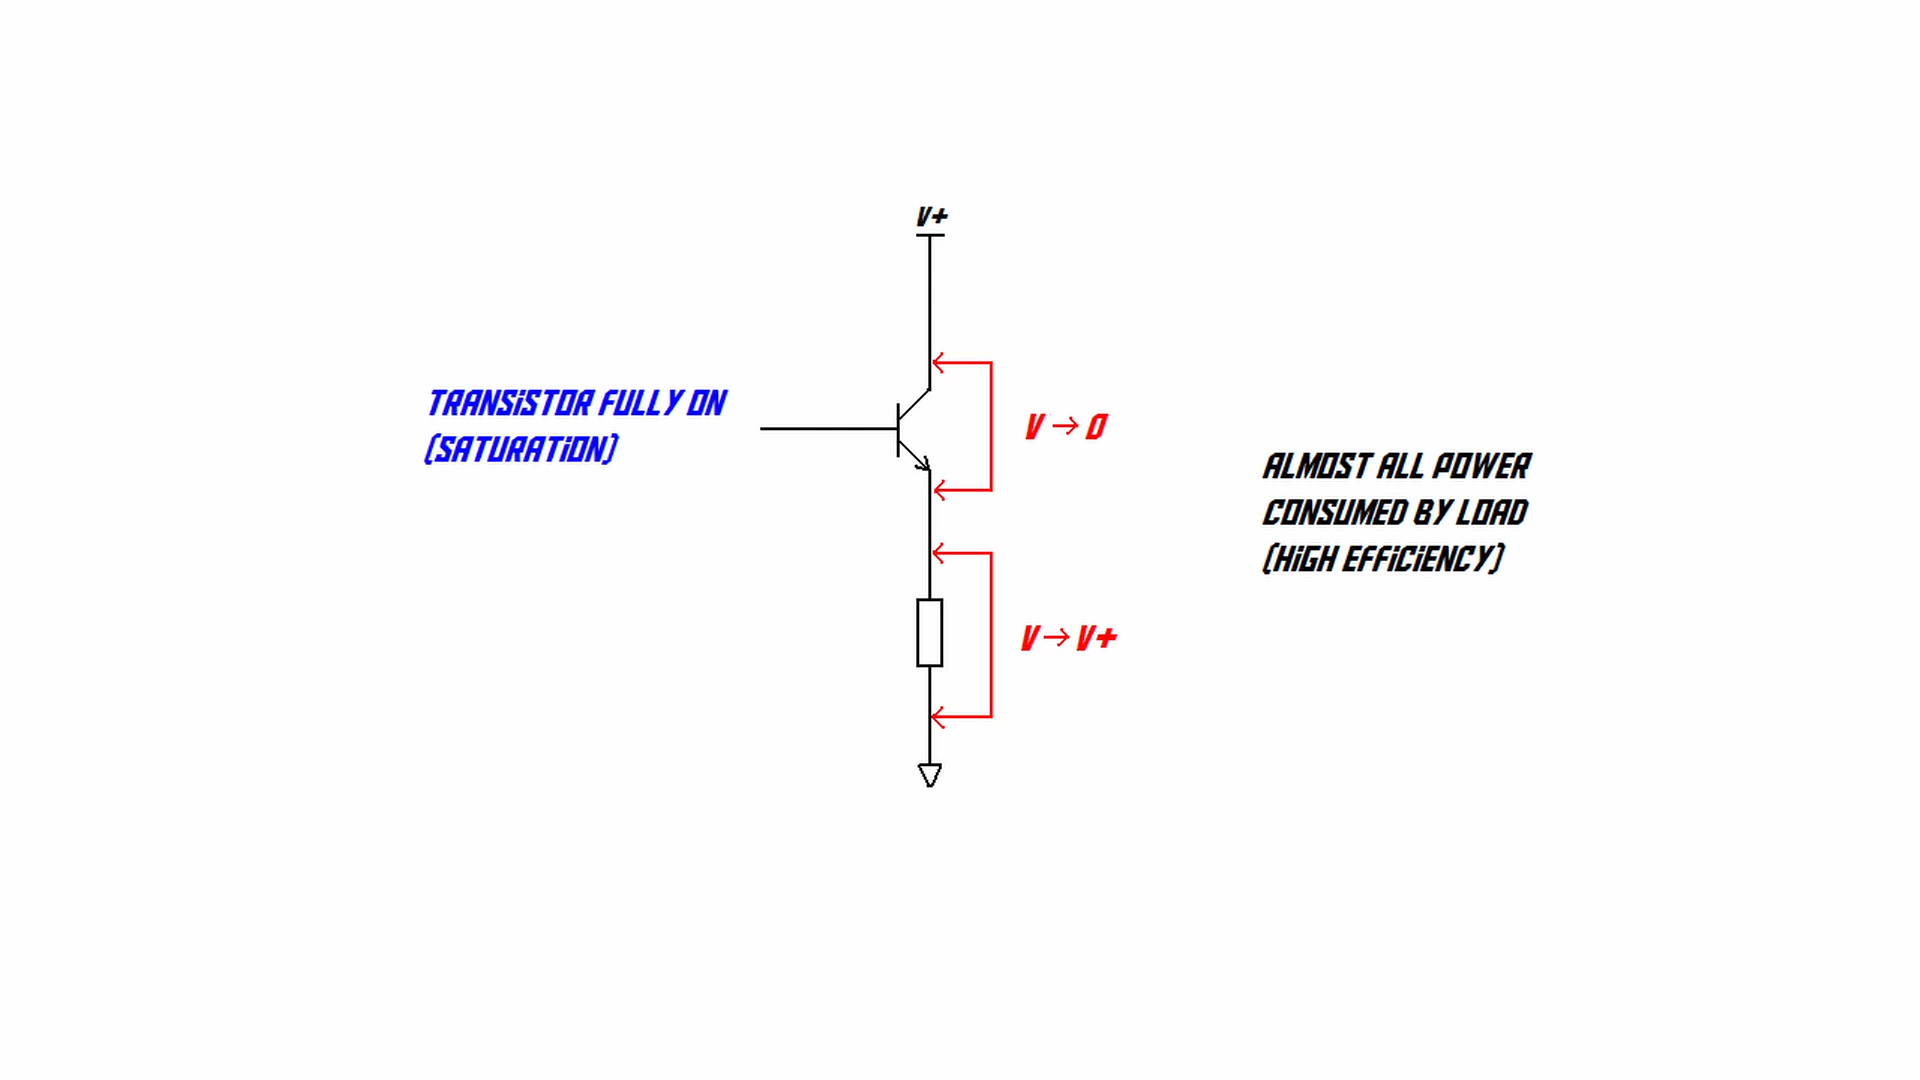 V+
TRANSiSTOR FULLY ON
(SATURATiON)
V → 0
ALMOST ALL POWER
CONSUMED BY LOAD
(HiGH EFFiCiENCY)
V → V+